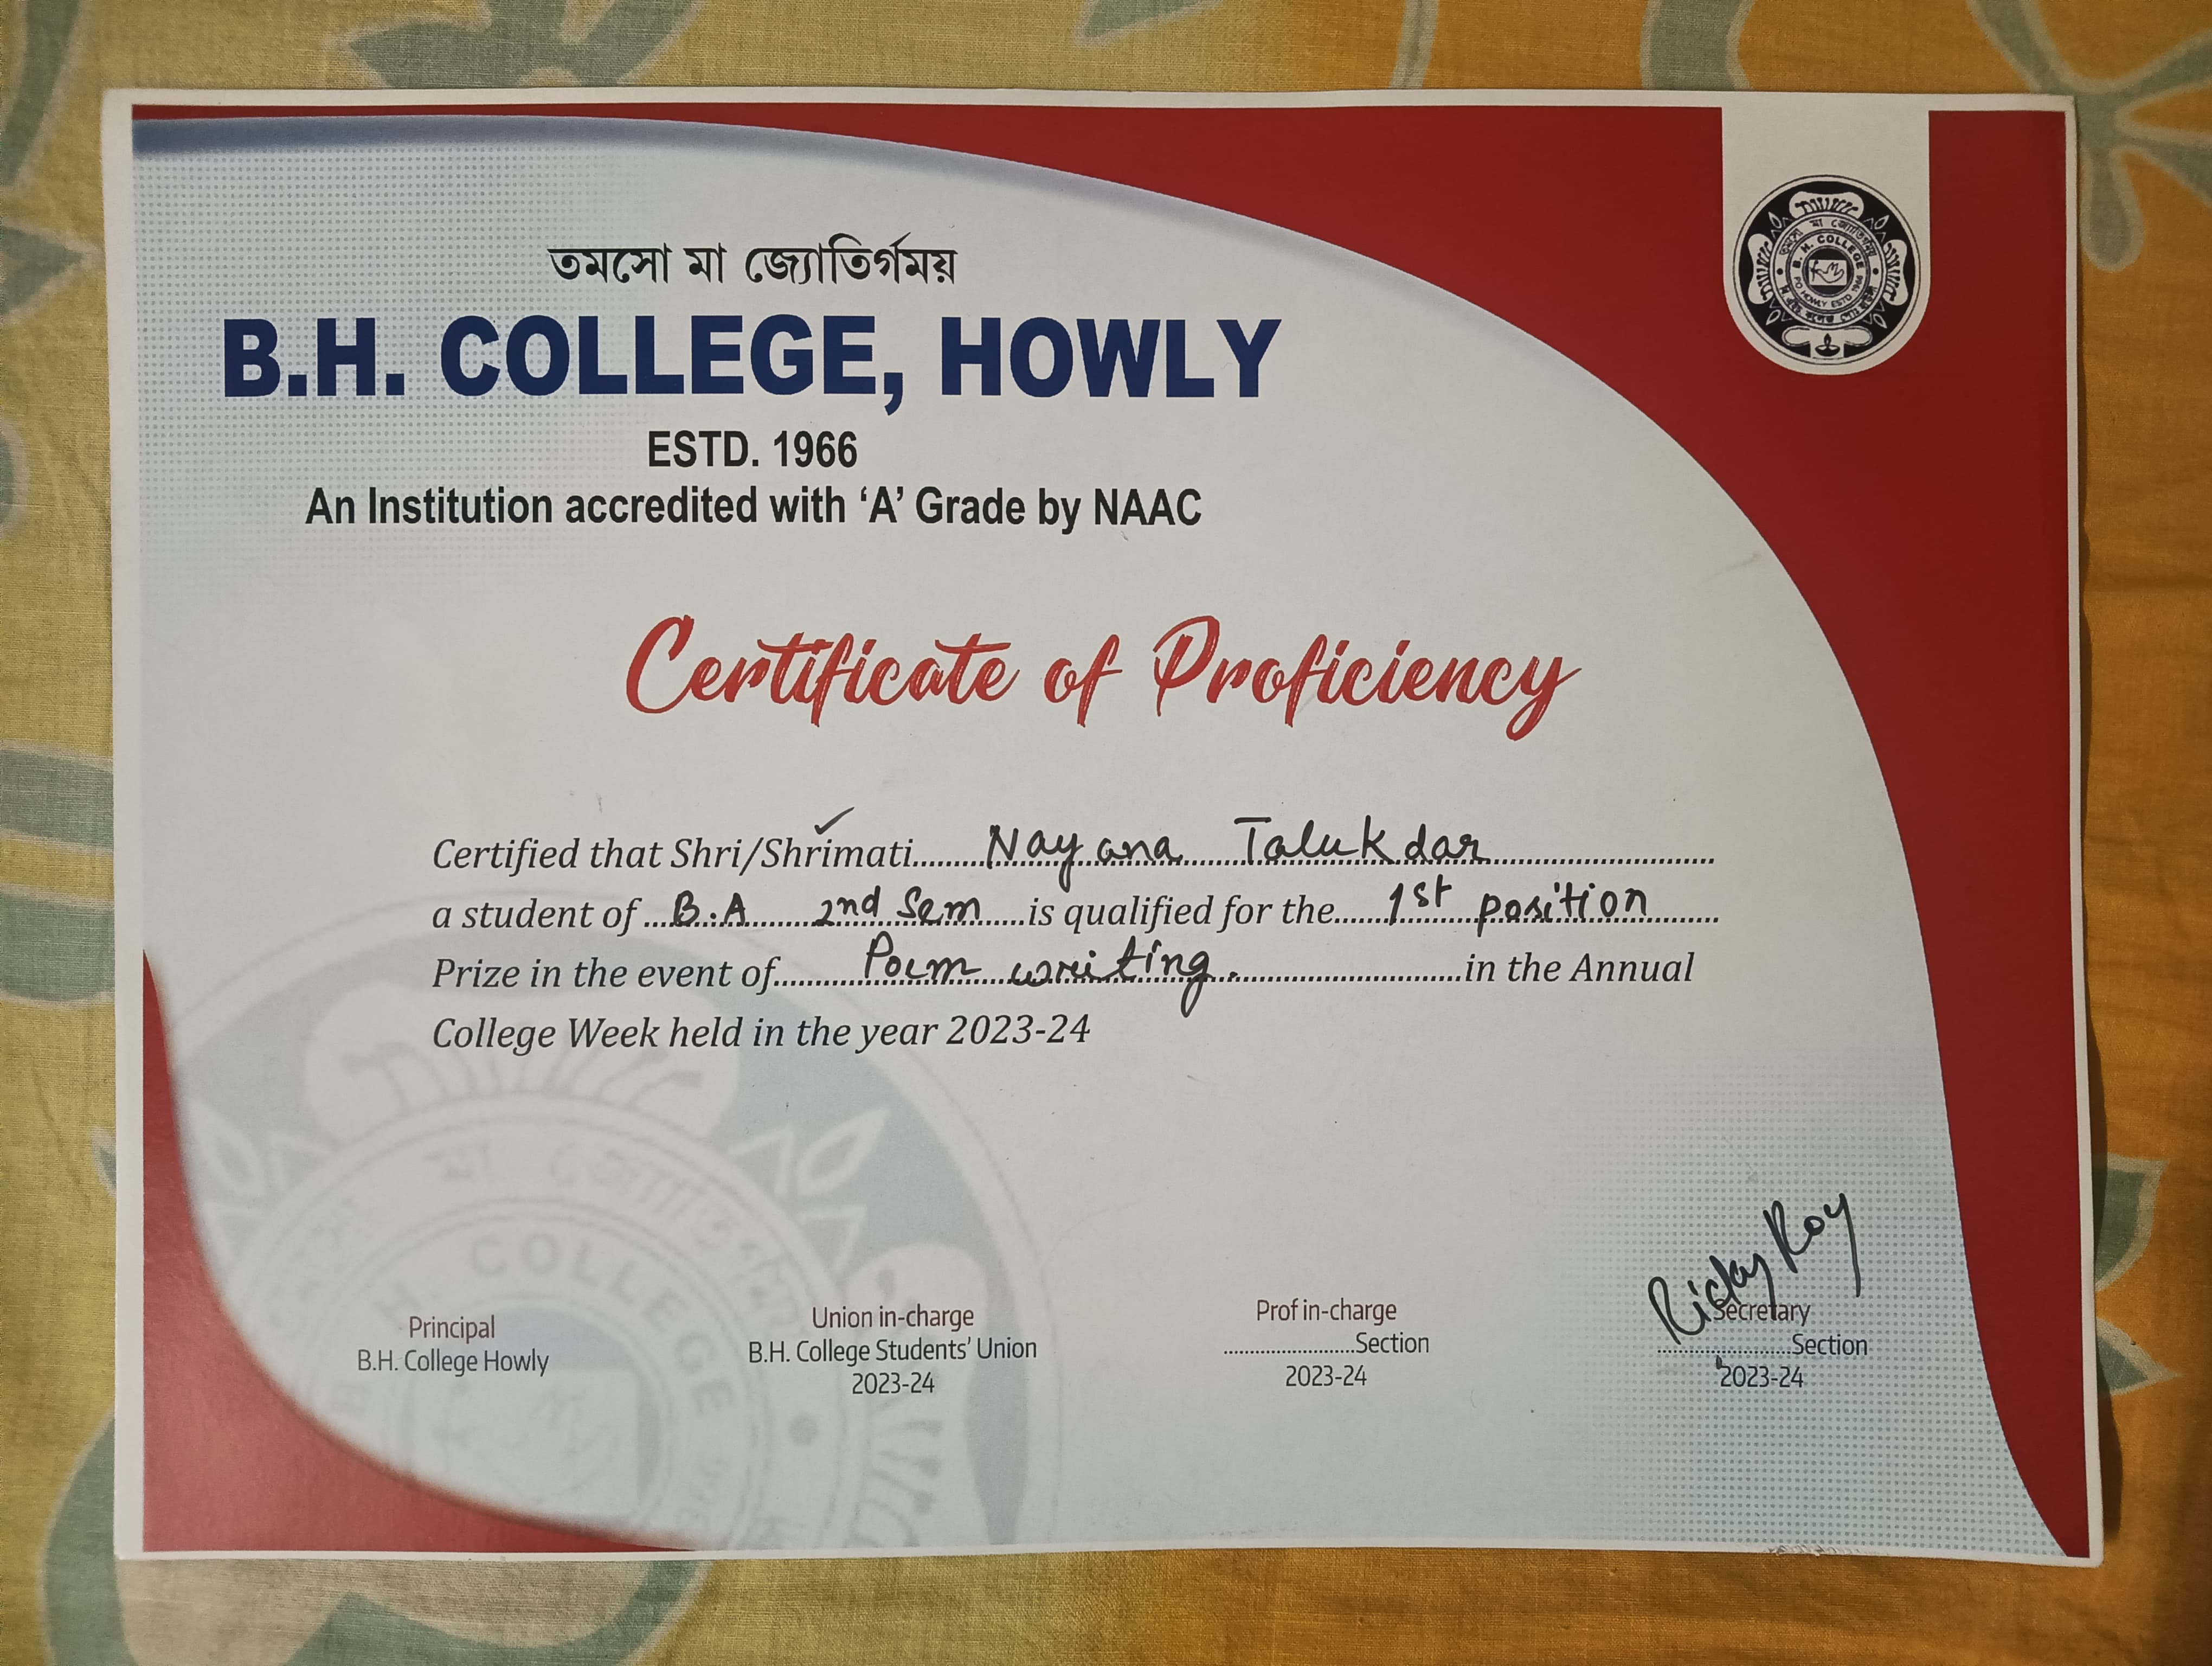 তমসো মা জ্যোতির্গময়
B.H. COLLEGE, HOWLY
ESTD. 1966
An Institution accredited with ‘A’ Grade by NAAC
B. H. COLLEGE
Certificate of Proficiency
Certified that Shri/Shrimati.......Nayana Talukdar..............
a student of ...B.A 2nd Sem.....is qualified for the.....1st position.....
Prize in the event of.........Poem writing..............in the Annual
College Week held in the year 2023-24
Ricky Roy
Principal
B.H. College Howly
Union in-charge
B.H. College Students’ Union
2023-24
Prof in-charge
........................Section
2023-24
Secretary
........................Section
2023-24